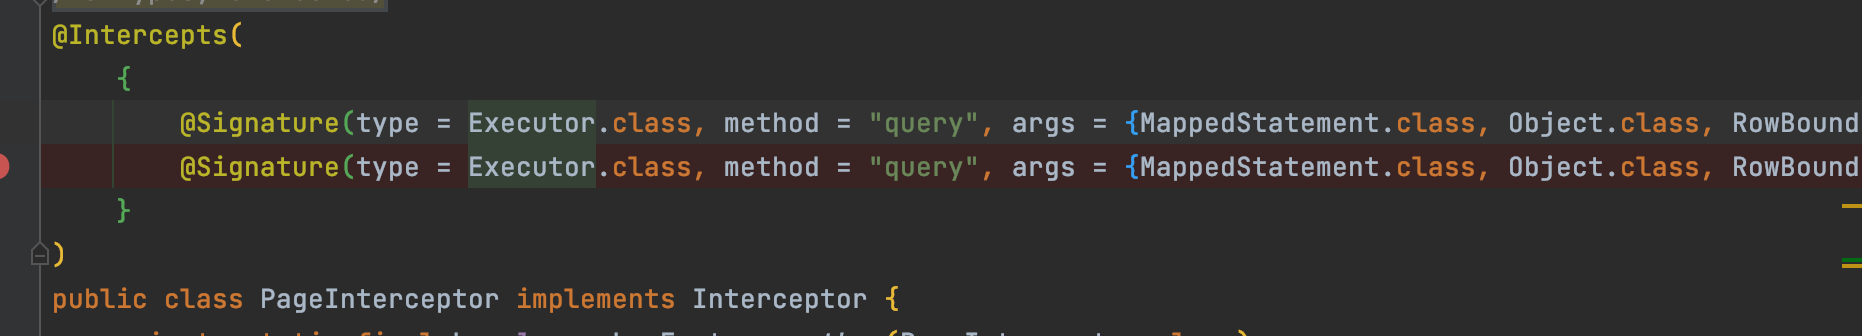 @Intercepts(
{
@Signature(type = Executor.class, method = "query", args = {MappedStatement.class, Object.class, RowBound
@Signature(type = Executor.class, method = "query", args = {MappedStatement.class, Object.class, RowBound
}
)
public class PageInterceptor implements Interceptor {